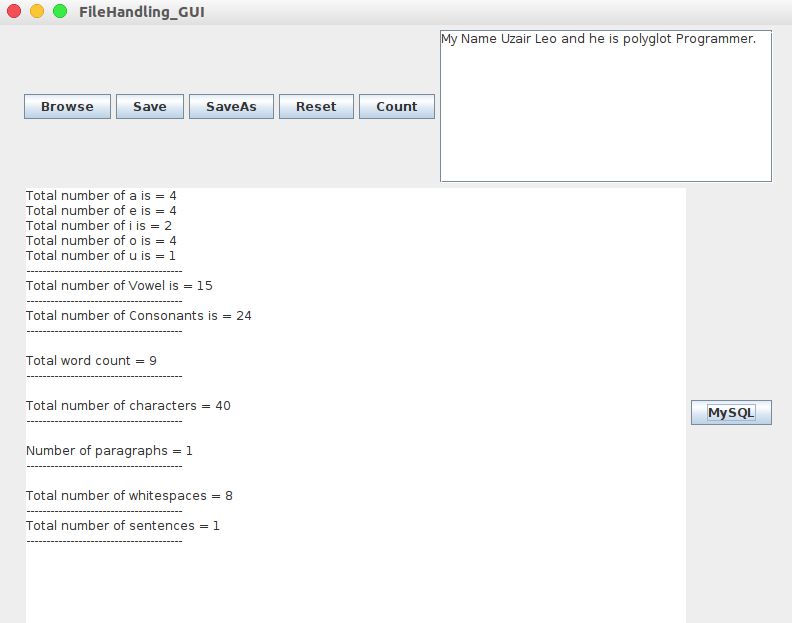 FileHandling_GUI
My Name Uzair Leo and he is polyglot Programmer.
Browse Save SaveAs Reset Count
Total number of a is = 4
Total number of e is = 4
Total number of i is = 2
Total number of o is = 4
Total number of u is = 1
---------------------------------------
Total number of Vowel is = 15
---------------------------------------
Total number of Consonants is = 24
---------------------------------------
Total word count = 9
---------------------------------------
Total number of characters = 40
MySQL
---------------------------------------
Number of paragraphs = 1
---------------------------------------
Total number of whitespaces = 8
---------------------------------------
Total number of sentences = 1
---------------------------------------